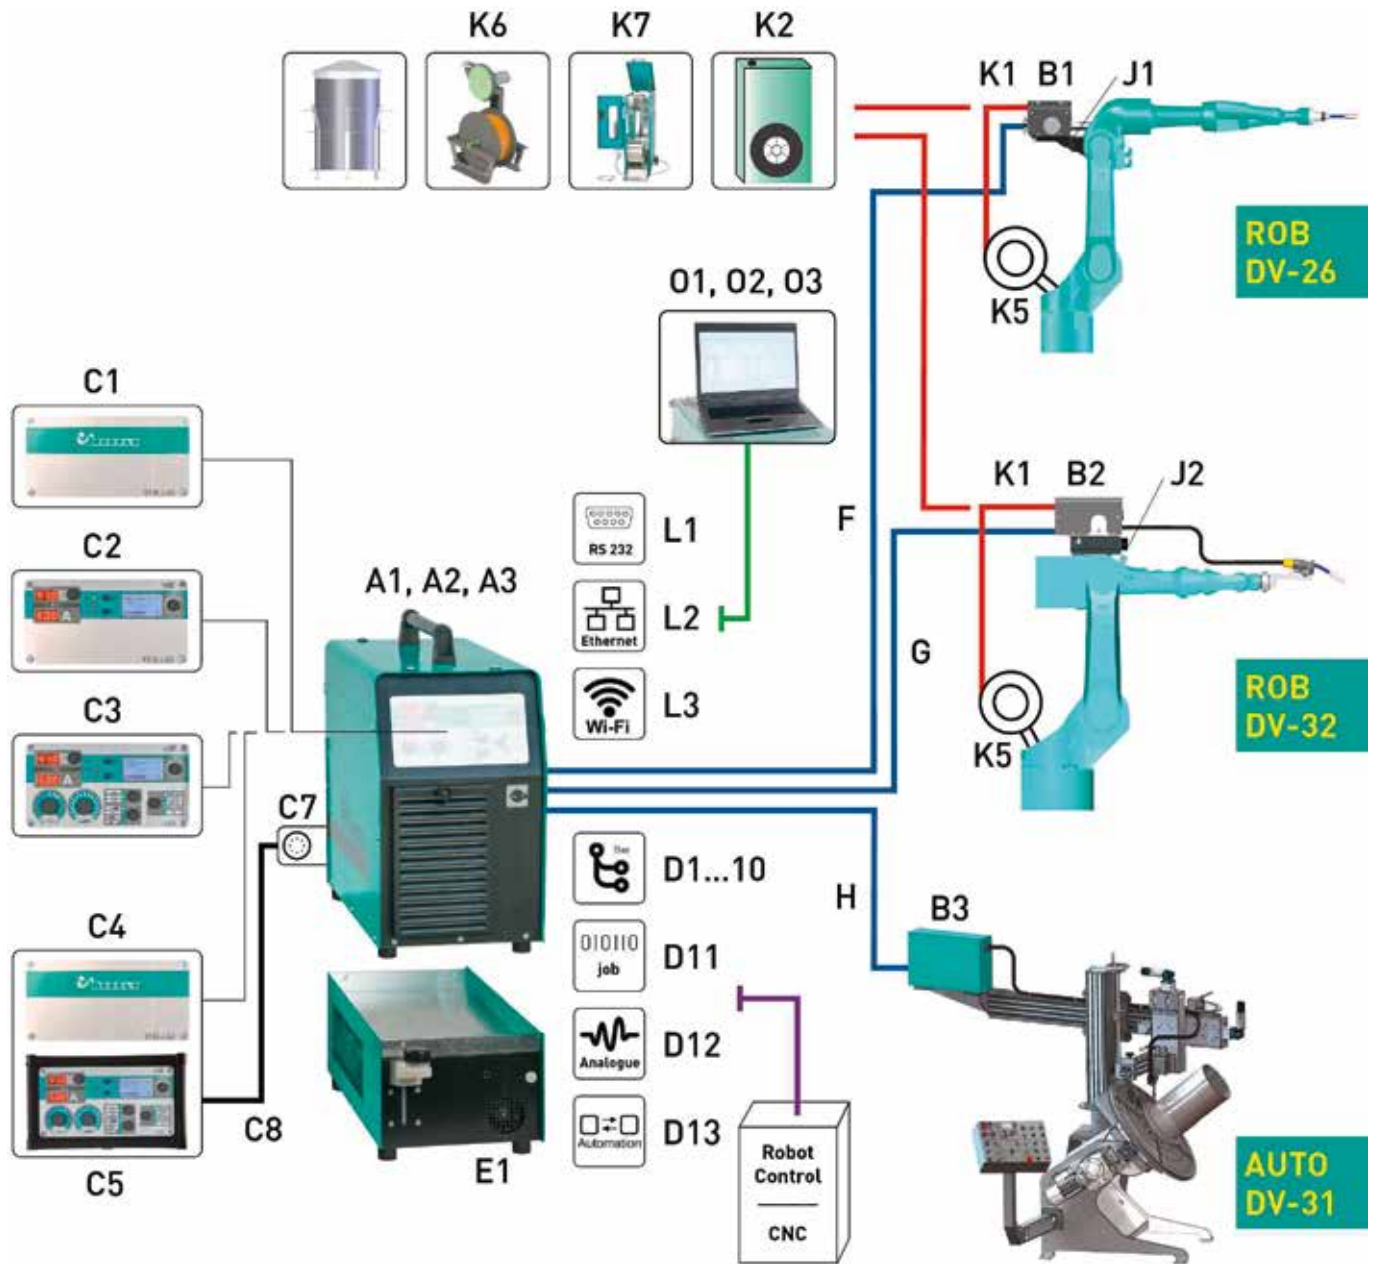 K6
K7
K2
K1
B1
J1
ROB
DV-26
K5
O1, O2, O3
C1
K1
B2
J2
F
RS 232
L1
C2
A1, A2, A3
Ethernet
L2
G
ROB
DV-32
C3
Wi-Fi
L3
K5
C7
D1...10
H
B3
C4
010110
job
D11
Analogue
D12
C8
Automation
D13
Robot
Control
CNC
C5
E1
AUTO
DV-31